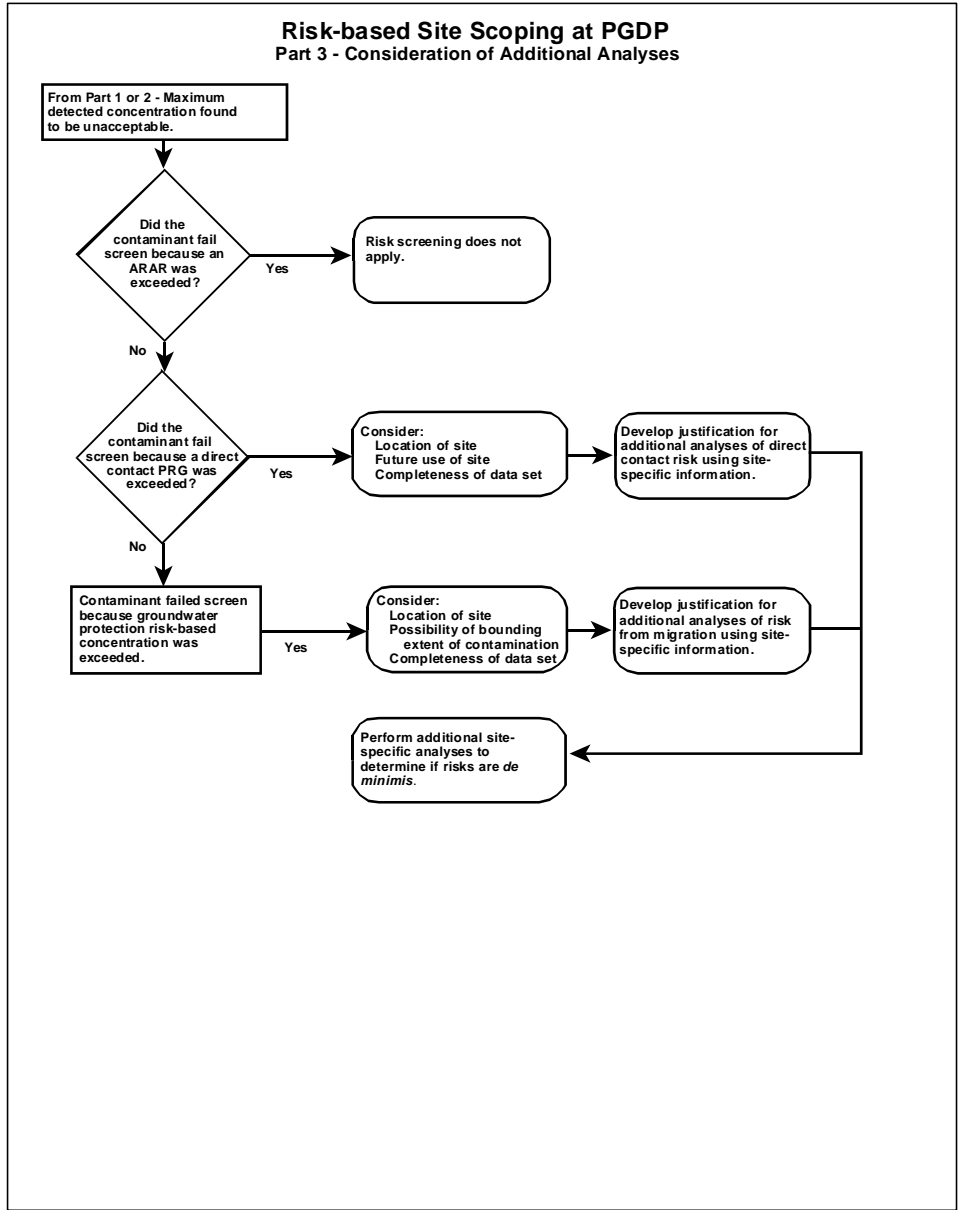 Risk-based Site Scoping at PGDP
Part 3 - Consideration of Additional Analyses
From Part 1 or 2 - Maximum
detected concentration found
to be unacceptable.
Did the
contaminant fail
screen because an
ARAR was
exceeded?
Yes
Risk screening does not
apply.
No
Did the
contaminant fail
screen because a direct
contact PRG was
exceeded?
Yes
Consider:
Location of site
Future use of site
Completeness of data set
Develop justification for
additional analyses of direct
contact risk using site-
specific information.
No
Contaminant failed screen
because groundwater
protection risk-based
concentration was
exceeded.
Yes
Consider:
Location of site
Possibility of bounding
extent of contamination
Completeness of data set
Develop justification for
additional analyses of risk
from migration using site-
specific information.
Perform additional site-
specific analyses to
determine if risks are de
minimis.